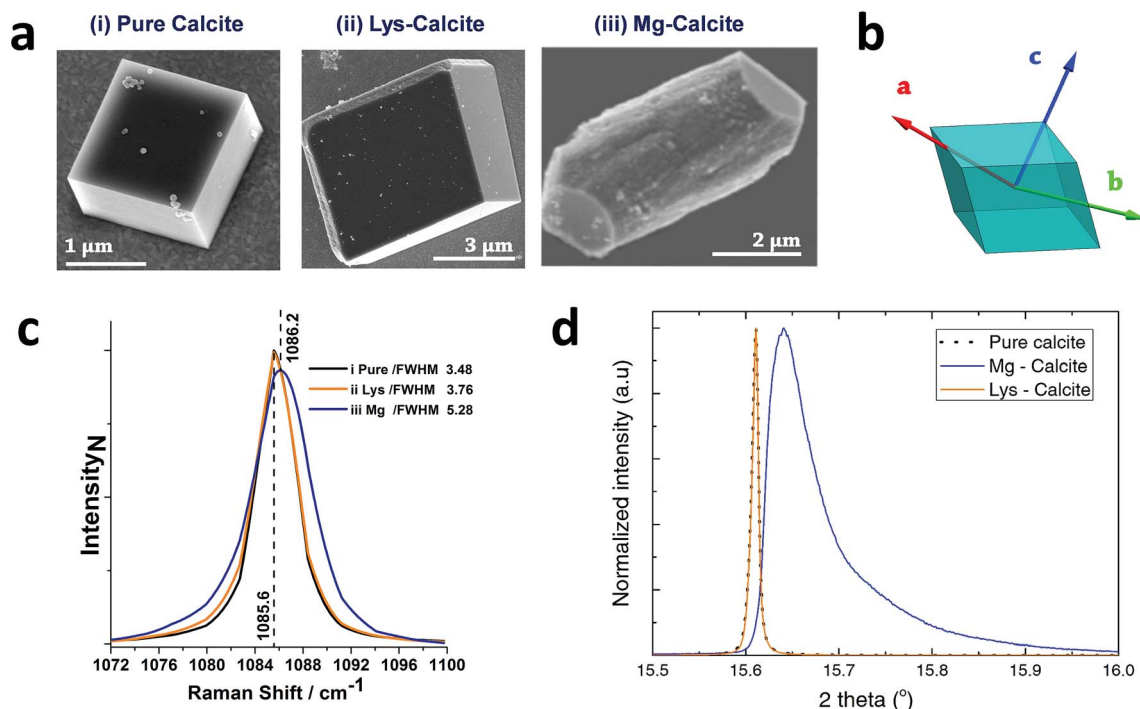 a
(i) Pure Calcite
(ii) Lys-Calcite
(iii) Mg-Calcite
1 μm
3 μm
2 μm
b
c
a
b
c
1086.2
1085.6
i Pure /FWHM 3.48
ii Lys /FWHM 3.76
iii Mg /FWHM 5.28
IntensityN
1072 1076 1080 1084 1088 1092 1096 1100
Raman Shift / cm-1
d
Pure calcite
Mg - Calcite
Lys - Calcite
Normalized intensity (a.u)
15.5 15.6 15.7 15.8 15.9 16.0
2 theta (°)